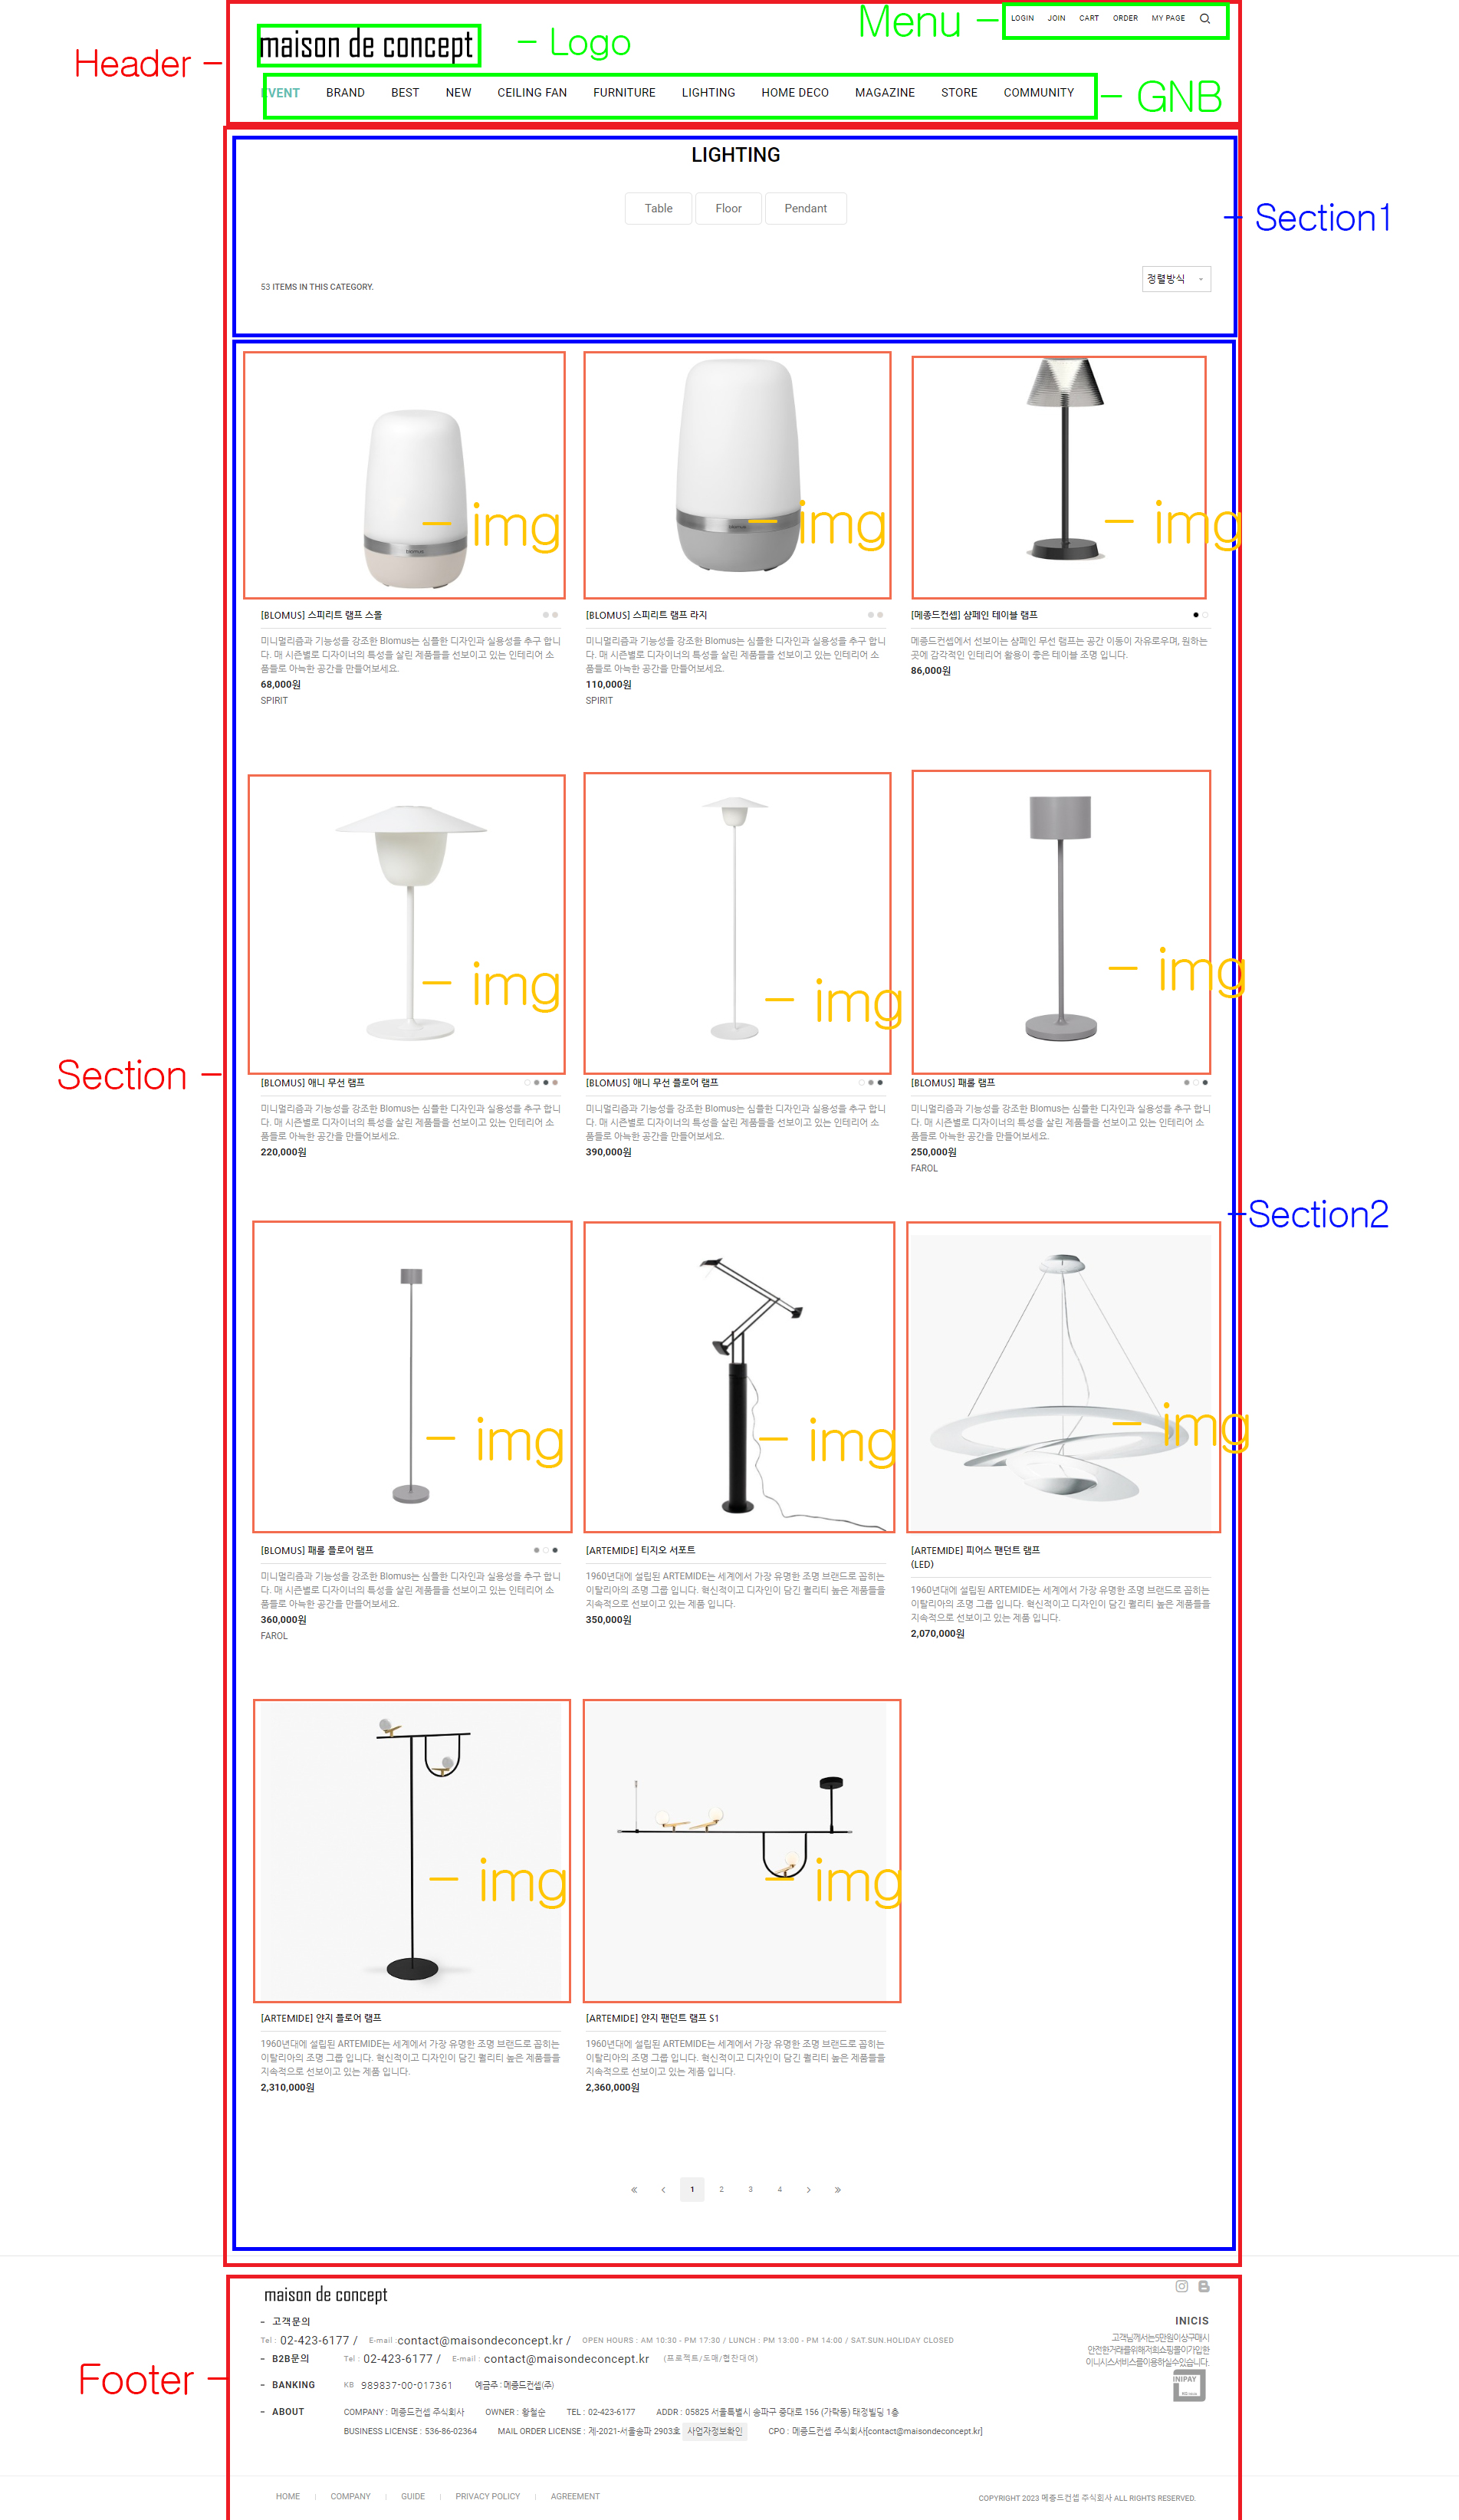 Menu -
LOGIN JOIN CART ORDER MY PAGE
maison de concept
- Logo
Header -
EVENT BRAND BEST NEW CEILING FAN FURNITURE LIGHTING HOME DECO MAGAZINE STORE COMMUNITY
- GNB
LIGHTING
Table Floor Pendant
- Section1
53 ITEMS IN THIS CATEGORY.
정렬방식
- img
- img
- img
[BLOMUS] 스피리트 램프 스몰
미니멀리즘과 기능성을 강조한 Blomus는 심플한 디자인과 실용성을 추구 합니
다. 매 시즌별로 디자이너의 특성을 살린 제품들을 선보이고 있는 인테리어 소
품들로 아늑한 공간을 만들어보세요.
68,000원
SPIRIT
[BLOMUS] 스피리트 램프 라지
미니멀리즘과 기능성을 강조한 Blomus는 심플한 디자인과 실용성을 추구 합니
다. 매 시즌별로 디자이너의 특성을 살린 제품들을 선보이고 있는 인테리어 소
품들로 아늑한 공간을 만들어보세요.
110,000원
SPIRIT
[메종드컨셉] 샴페인 테이블 램프
메종드컨셉에서 선보이는 샴페인 무선 램프는 공간 이동이 자유로우며, 원하는
곳에 감각적인 인테리어 활용이 좋은 테이블 조명 입니다.
86,000원
- img
- img
- img
Section -
[BLOMUS] 애니 무선 램프
미니멀리즘과 기능성을 강조한 Blomus는 심플한 디자인과 실용성을 추구 합니
다. 매 시즌별로 디자이너의 특성을 살린 제품들을 선보이고 있는 인테리어 소
품들로 아늑한 공간을 만들어보세요.
220,000원
[BLOMUS] 애니 무선 플로어 램프
미니멀리즘과 기능성을 강조한 Blomus는 심플한 디자인과 실용성을 추구 합니
다. 매 시즌별로 디자이너의 특성을 살린 제품들을 선보이고 있는 인테리어 소
품들로 아늑한 공간을 만들어보세요.
390,000원
[BLOMUS] 패롤 램프
미니멀리즘과 기능성을 강조한 Blomus는 심플한 디자인과 실용성을 추구 합니
다. 매 시즌별로 디자이너의 특성을 살린 제품들을 선보이고 있는 인테리어 소
품들로 아늑한 공간을 만들어보세요.
250,000원
FAROL
-Section2
- img
- img
- img
[BLOMUS] 패롤 플로어 램프
미니멀리즘과 기능성을 강조한 Blomus는 심플한 디자인과 실용성을 추구 합니
다. 매 시즌별로 디자이너의 특성을 살린 제품들을 선보이고 있는 인테리어 소
품들로 아늑한 공간을 만들어보세요.
360,000원
FAROL
[ARTEMIDE] 티지오 서포트
1960년대에 설립된 ARTEMIDE는 세계에서 가장 유명한 조명 브랜드로 꼽히는
이탈리아의 조명 그룹 입니다. 혁신적이고 디자인이 담긴 퀄리티 높은 제품들을
지속적으로 선보이고 있는 제품 입니다.
350,000원
[ARTEMIDE] 피어스 팬던트 램프
(LED)
1960년대에 설립된 ARTEMIDE는 세계에서 가장 유명한 조명 브랜드로 꼽히는
이탈리아의 조명 그룹 입니다. 혁신적이고 디자인이 담긴 퀄리티 높은 제품들을
지속적으로 선보이고 있는 제품 입니다.
2,070,000원
- img
- img
[ARTEMIDE] 얀지 플로어 램프
1960년대에 설립된 ARTEMIDE는 세계에서 가장 유명한 조명 브랜드로 꼽히는
이탈리아의 조명 그룹 입니다. 혁신적이고 디자인이 담긴 퀄리티 높은 제품들을
지속적으로 선보이고 있는 제품 입니다.
2,310,000원
[ARTEMIDE] 얀지 팬던트 램프 S1
1960년대에 설립된 ARTEMIDE는 세계에서 가장 유명한 조명 브랜드로 꼽히는
이탈리아의 조명 그룹 입니다. 혁신적이고 디자인이 담긴 퀄리티 높은 제품들을
지속적으로 선보이고 있는 제품 입니다.
2,360,000원
« ‹ 1 2 3 4 › »
maison de concept
- 고객문의
Tel : 02-423-6177 / E-mail :contact@maisondeconcept.kr / OPEN HOURS : AM 10:30 - PM 17:30 / LUNCH : PM 13:00 - PM 14:00 / SAT.SUN.HOLIDAY CLOSED
- B2B문의 Tel : 02-423-6177 / E-mail : contact@maisondeconcept.kr (프로젝트/도매/협찬대여)
Footer -
- BANKING KB 989837-00-017361 예금주 : 메종드컨셉(주)
- ABOUT COMPANY : 메종드컨셉 주식회사 OWNER : 황철순 TEL : 02-423-6177 ADDR : 05825 서울특별시 송파구 중대로 156 (가락동) 태정빌딩 1층
BUSINESS LICENSE : 536-86-02364 MAIL ORDER LICENSE : 제-2021-서울송파 2903호 사업자정보확인 CPO : 메종드컨셉 주식회사[contact@maisondeconcept.kr]
INICIS
고객님께서는5만원이상구매시
안전한거래를위해저희쇼핑몰이가입한
이니시스서비스를이용하실수있습니다.
INIPAY
HOME | COMPANY | GUIDE | PRIVACY POLICY | AGREEMENT
COPYRIGHT 2023 메종드컨셉 주식회사 ALL RIGHTS RESERVED.